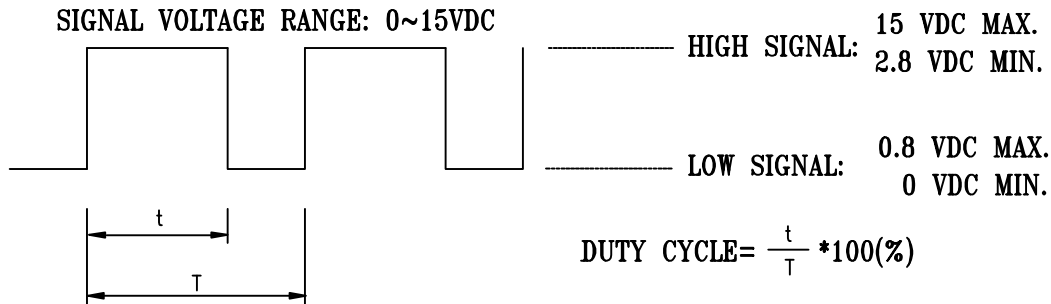 SIGNAL VOLTAGE RANGE: 0~15VDC
HIGH SIGNAL: 15 VDC MAX.
2.8 VDC MIN.
LOW SIGNAL: 0.8 VDC MAX.
0 VDC MIN.
t
T
DUTY CYCLE= t/T *100(%)